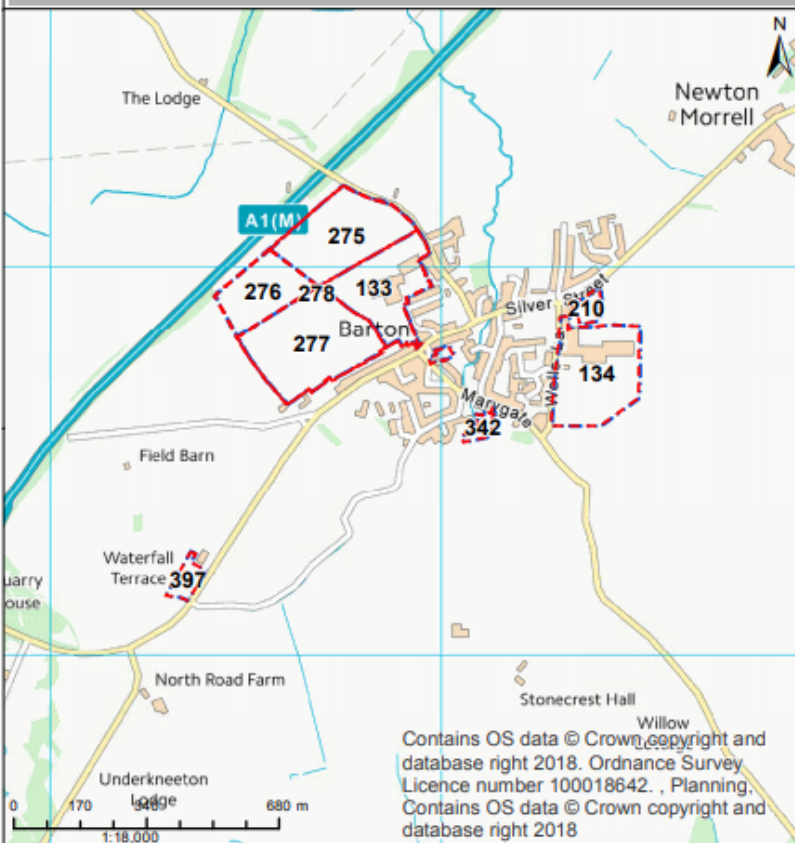 N
The Lodge
Newton
Morrell
A1(M)
275
276
278
133
277
Barton
Silver Street
210
134
Marygate
342
Field Barn
Waterfall
Terrace
397
uarry
ouse
North Road Farm
Stonecrest Hall
Willow
Underkneeton
Lodge
Contains OS data © Crown copyright and
database right 2018. Ordnance Survey
Licence number 100018642. , Planning,
Contains OS data © Crown copyright and
database right 2018
0 170 340 680 m
1:18,000